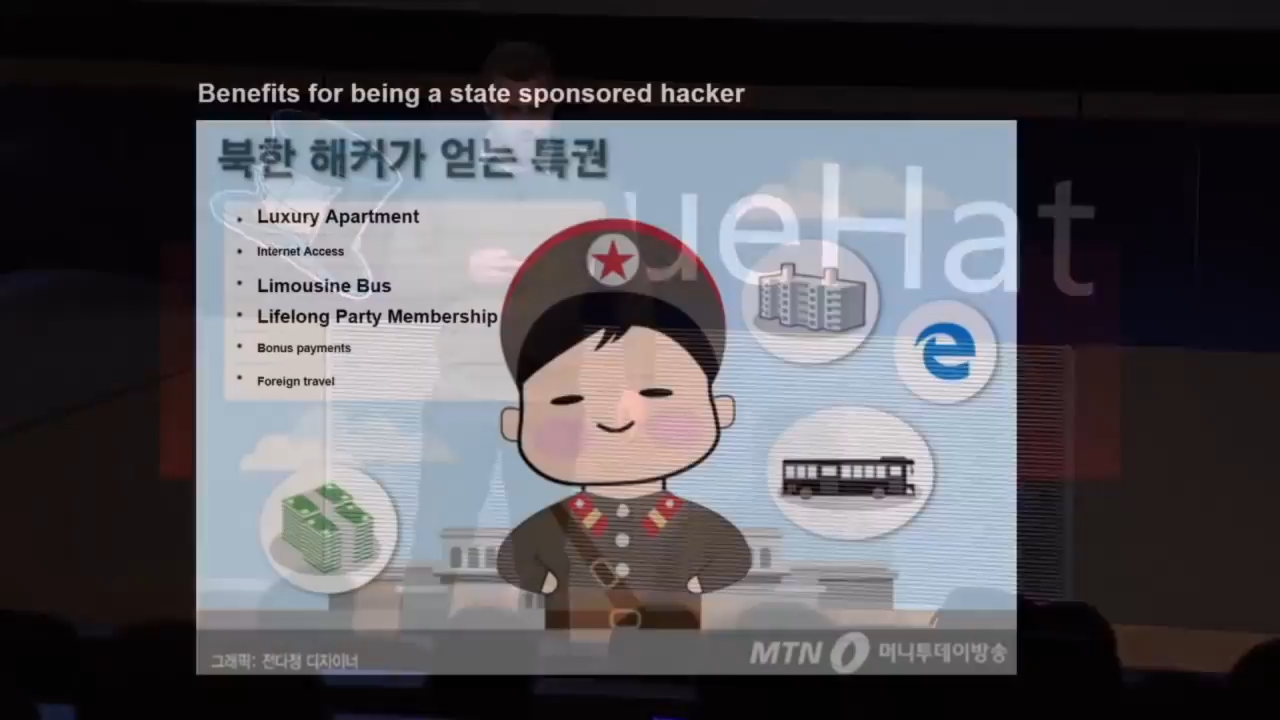 Benefits for being a state sponsored hacker
북한 해커가 얻는 특권
• Luxury Apartment
• Internet Access
• Limousine Bus
• Lifelong Party Membership
• Bonus payments
• Foreign travel
ueHat
그래픽: 전다정 디자이너
MTN 머니투데이방송